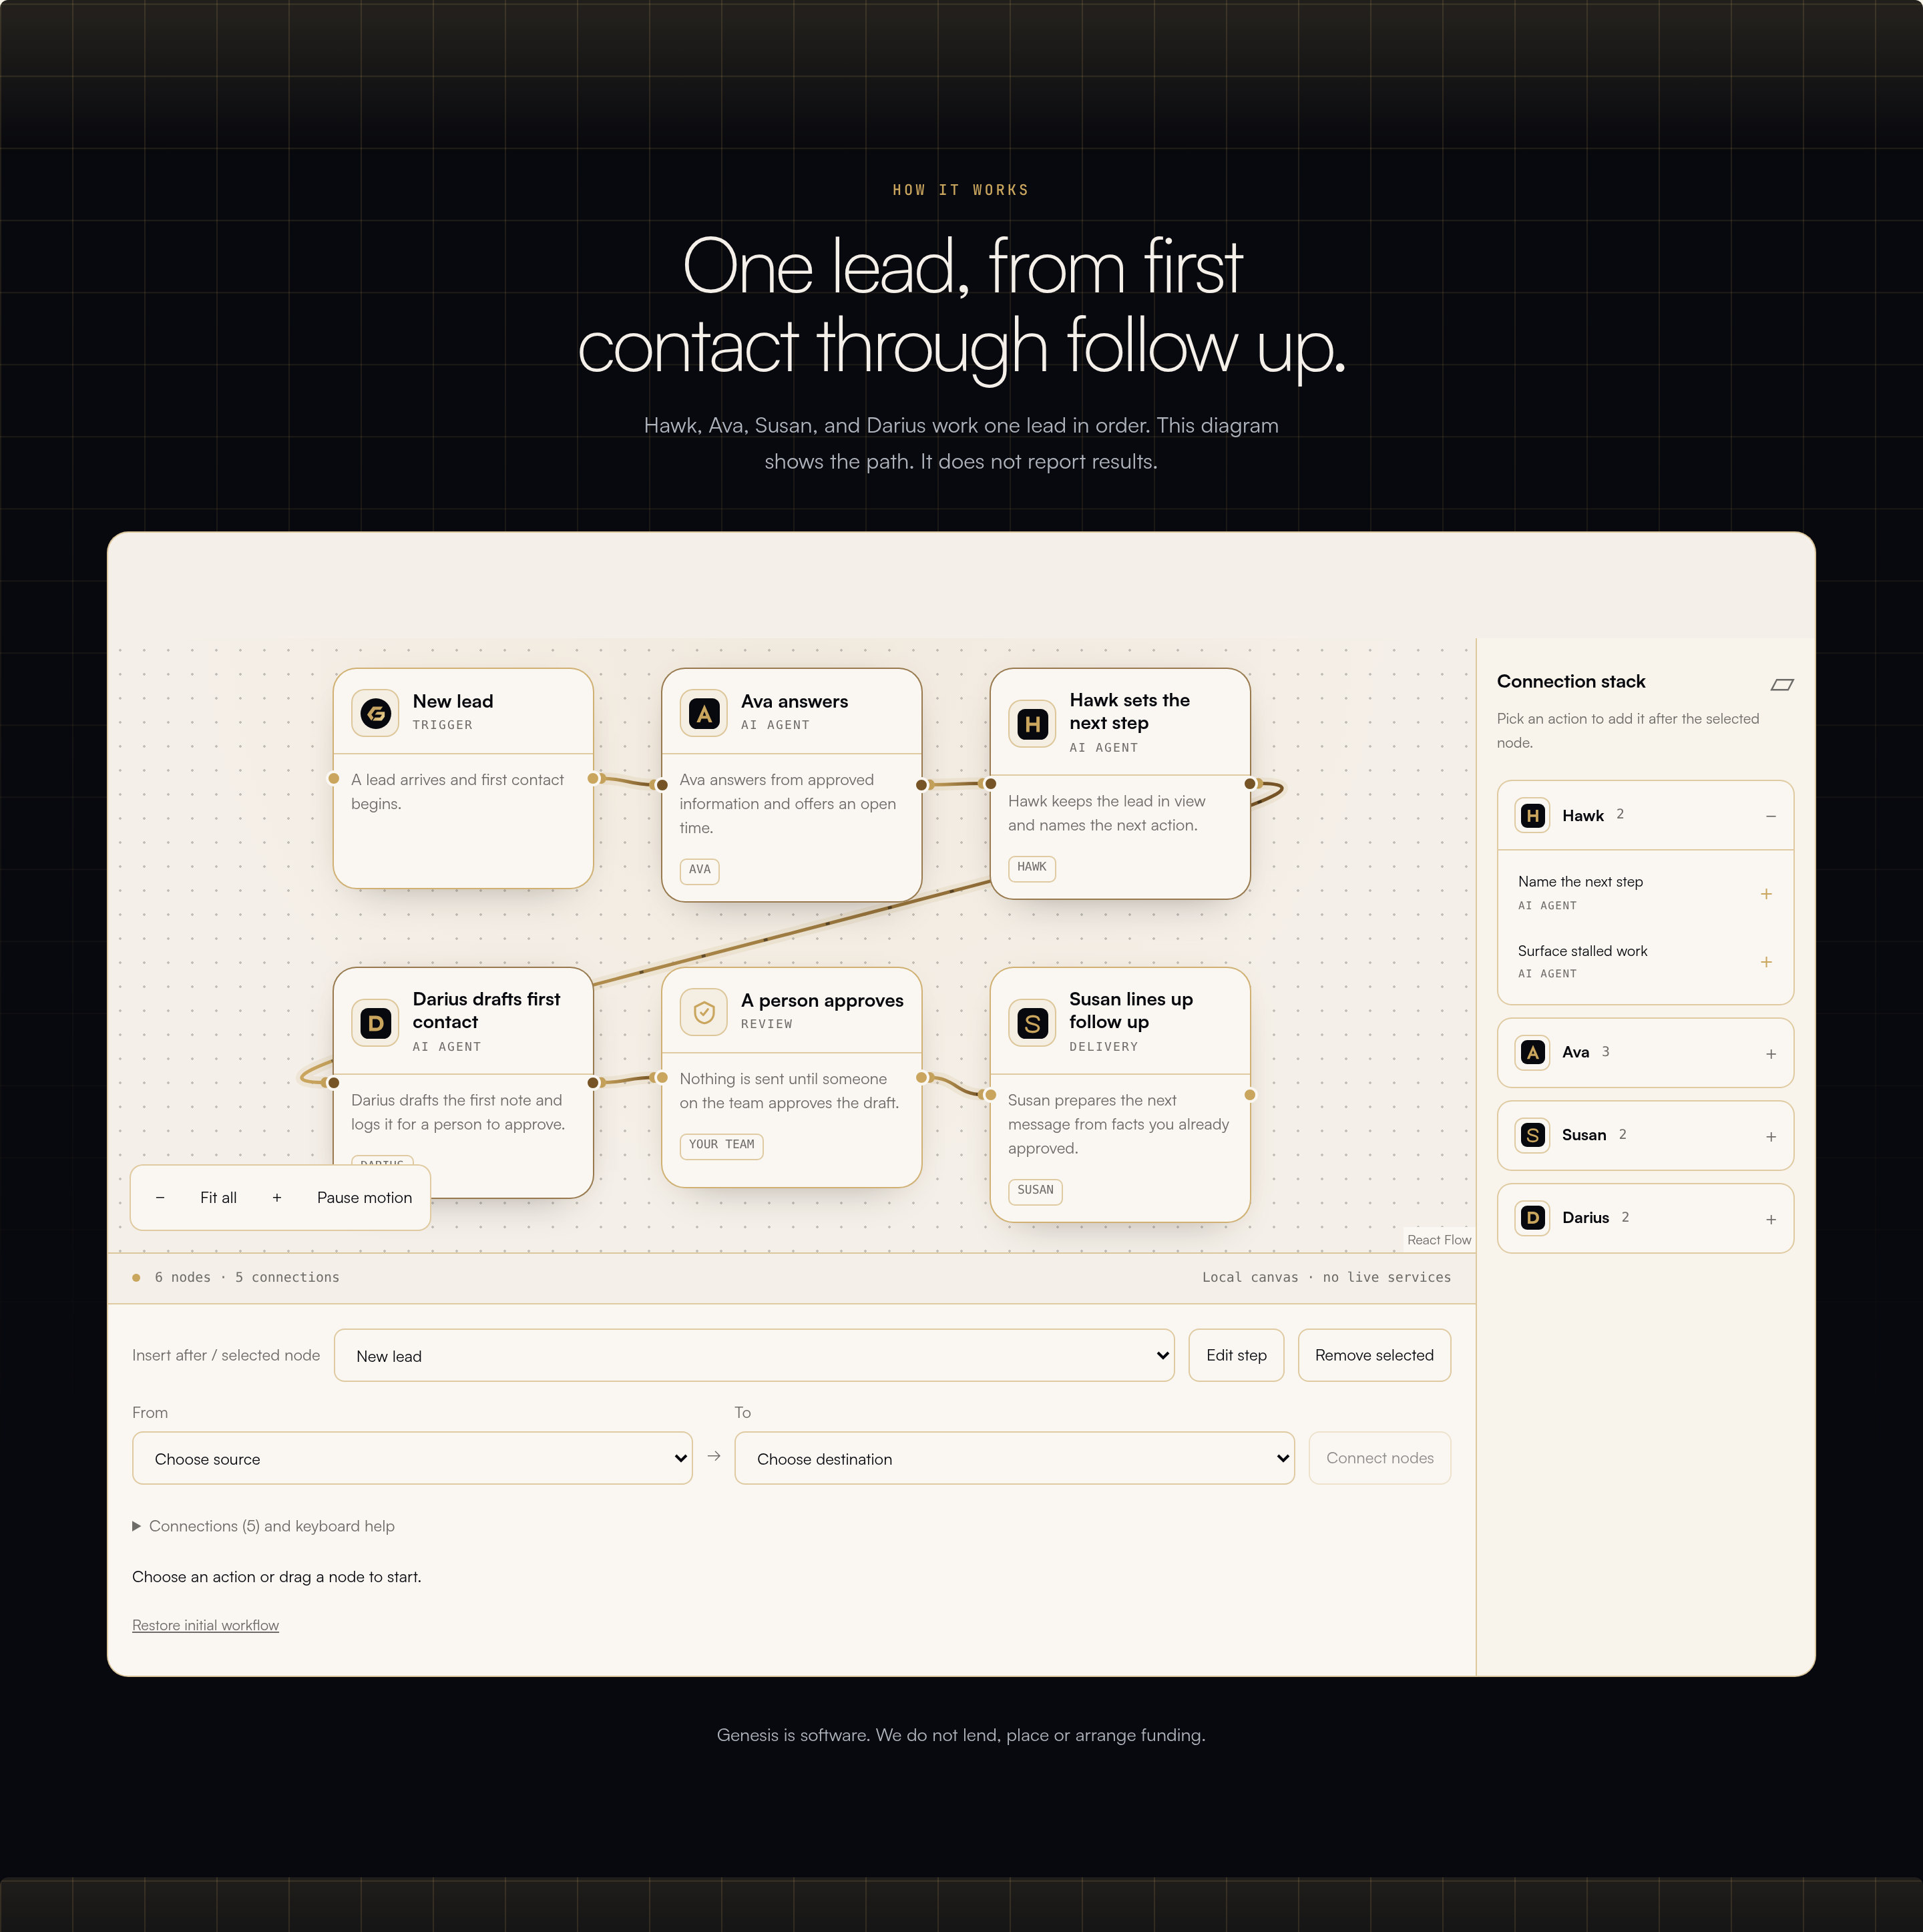 HOW IT WORKS
One lead, from first
contact through follow up.
Hawk, Ava, Susan, and Darius work one lead in order. This diagram
shows the path. It does not report results.
New lead
TRIGGER
A lead arrives and first contact
begins.
A
Ava answers
AI AGENT
Ava answers from approved
information and offers an open
time.
AVA
H
Hawk sets the
next step
AI AGENT
Hawk keeps the lead in view
and names the next action.
HAWK
D
Darius drafts first
contact
AI AGENT
Darius drafts the first note and
logs it for a person to approve.
DARIUS
A person approves
REVIEW
Nothing is sent until someone
on the team approves the draft.
YOUR TEAM
S
Susan lines up
follow up
DELIVERY
Susan prepares the next
message from facts you already
approved.
SUSAN
− Fit all + Pause motion
React Flow
6 nodes · 5 connections
Local canvas · no live services
Insert after / selected node
New lead
Edit step
Remove selected
From
Choose source
→
To
Choose destination
Connect nodes
Connections (5) and keyboard help
Choose an action or drag a node to start.
Restore initial workflow
Connection stack
Pick an action to add it after the selected
node.
H Hawk 2 −
Name the next step
AI AGENT
+
Surface stalled work
AI AGENT
+
A Ava 3 +
S Susan 2 +
D Darius 2 +
Genesis is software. We do not lend, place or arrange funding.